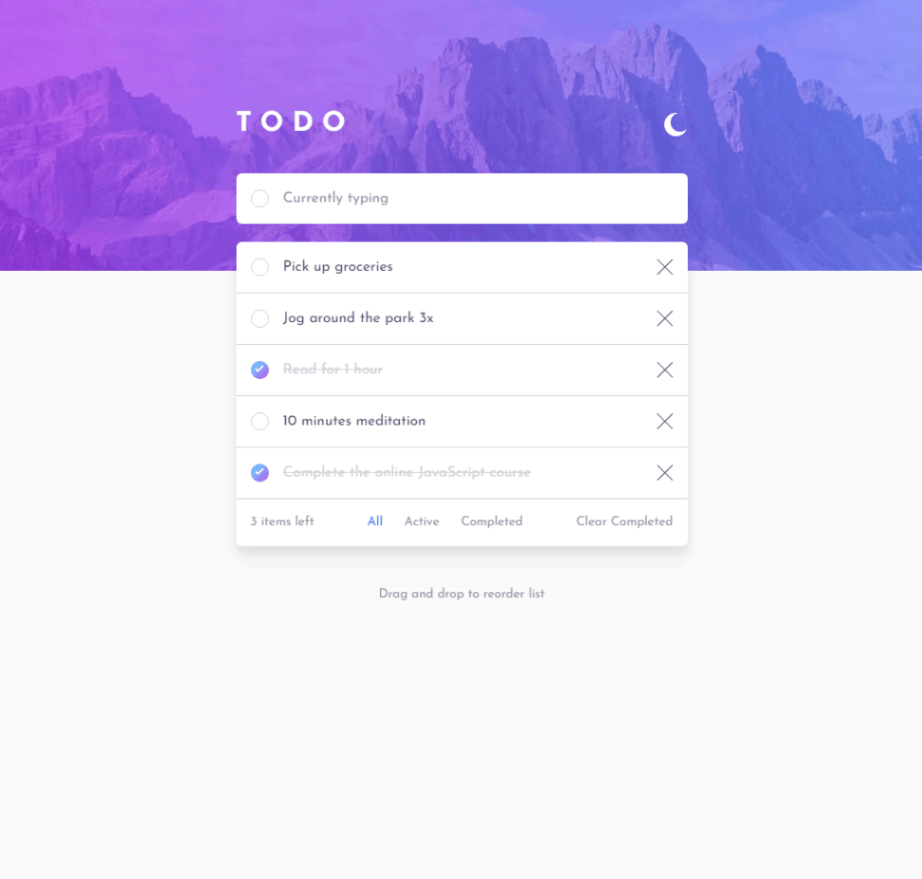 TODO
Currently typing
Pick up groceries
Jog around the park 3x
Read for 1 hour
10 minutes meditation
Complete the online JavaScript course
3 items left All Active Completed Clear Completed
Drag and drop to reorder list